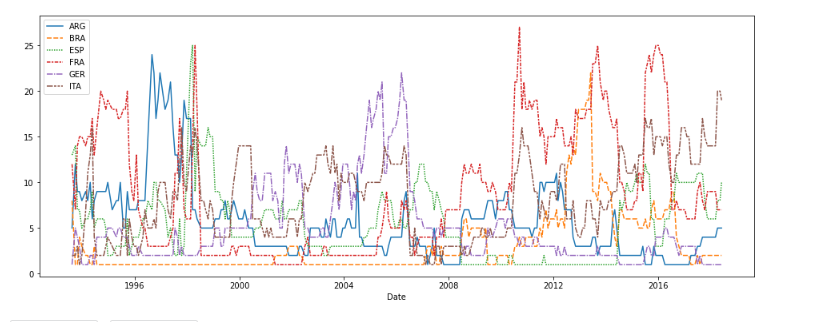 ARG
BRA
ESP
FRA
GER
ITA
25
20
15
10
5
0
1996 2000 2004 2008 2012 2016
Date